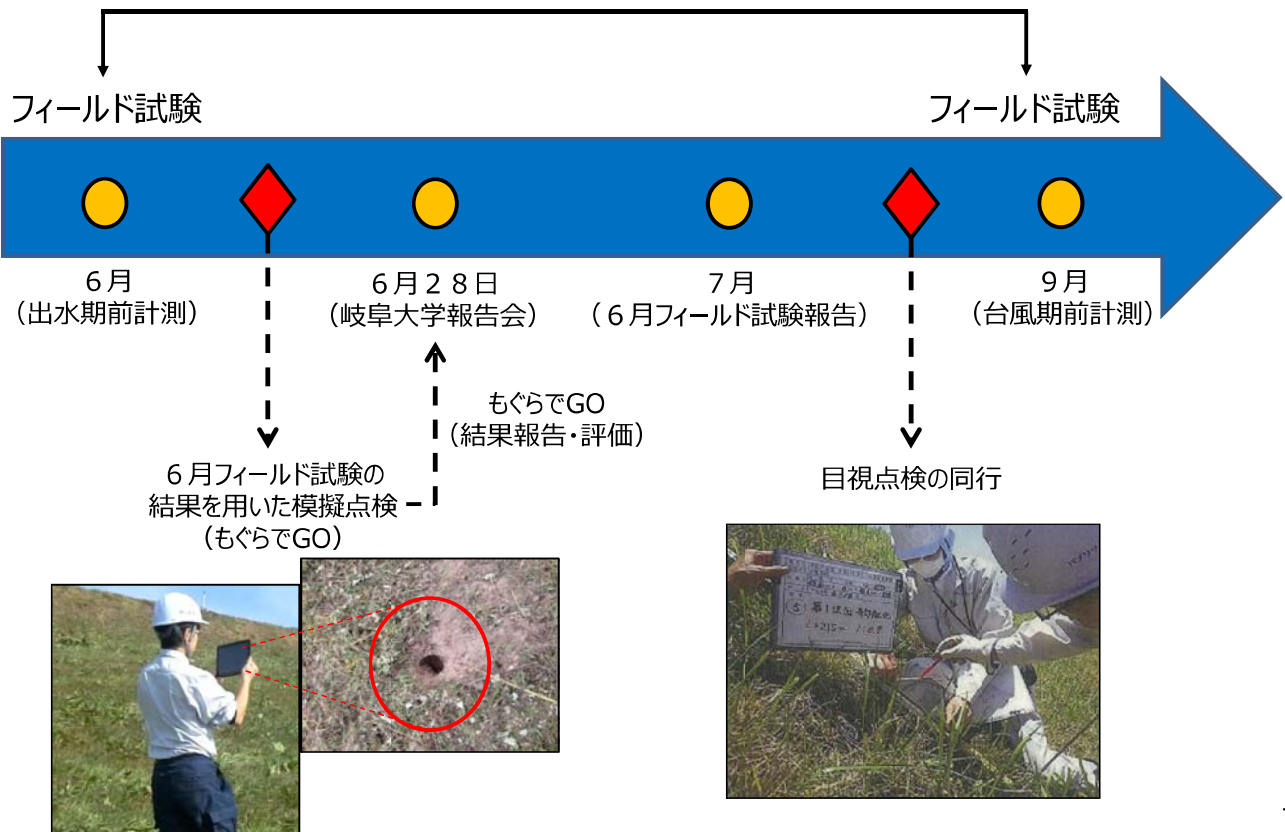 フィールド試験
フィールド試験
6月
(出水期前計測)
6月28日
(岐阜大学報告会)
7月
(6月フィールド試験報告)
9月
(台風期前計測)
もぐらでGO
(結果報告・評価)
6月フィールド試験の
結果を用いた模擬点検
(もぐらでGO)
目視点検の同行